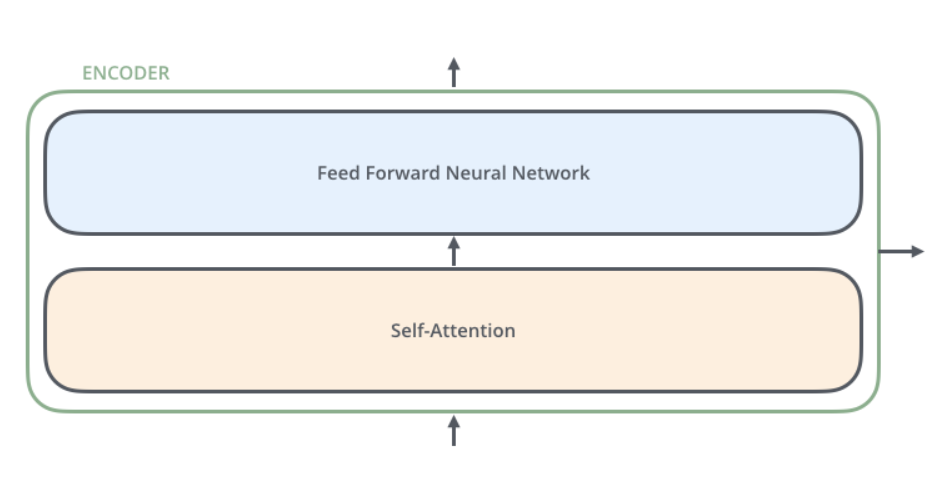 ENCODER
Feed Forward Neural Network
Self-Attention